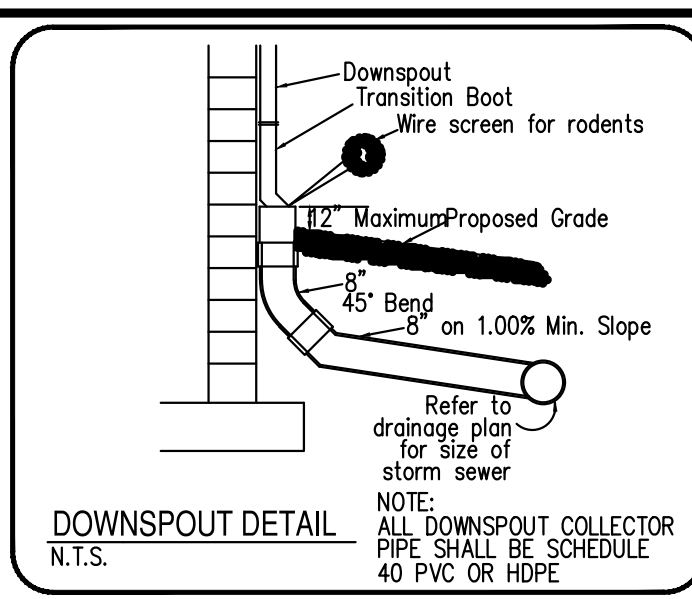 Downspout
Transition Boot
Wire screen for rodents
12" Maximum
Proposed Grade
8"
45° Bend
8" on 1.00% Min. Slope
Refer to
drainage plan
for size of
storm sewer
DOWNSPOUT DETAIL
N.T.S.
NOTE:
ALL DOWNSPOUT COLLECTOR
PIPE SHALL BE SCHEDULE
40 PVC OR HDPE